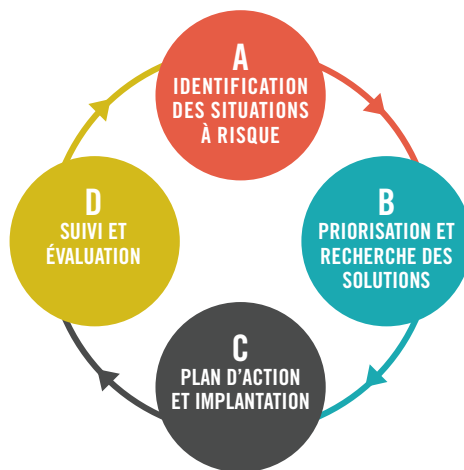 A
IDENTIFICATION
DES SITUATIONS
À RISQUE
B
PRIORISATION ET
RECHERCHE DES
SOLUTIONS
C
PLAN D'ACTION
ET IMPLANTATION
D
SUIVI ET
ÉVALUATION